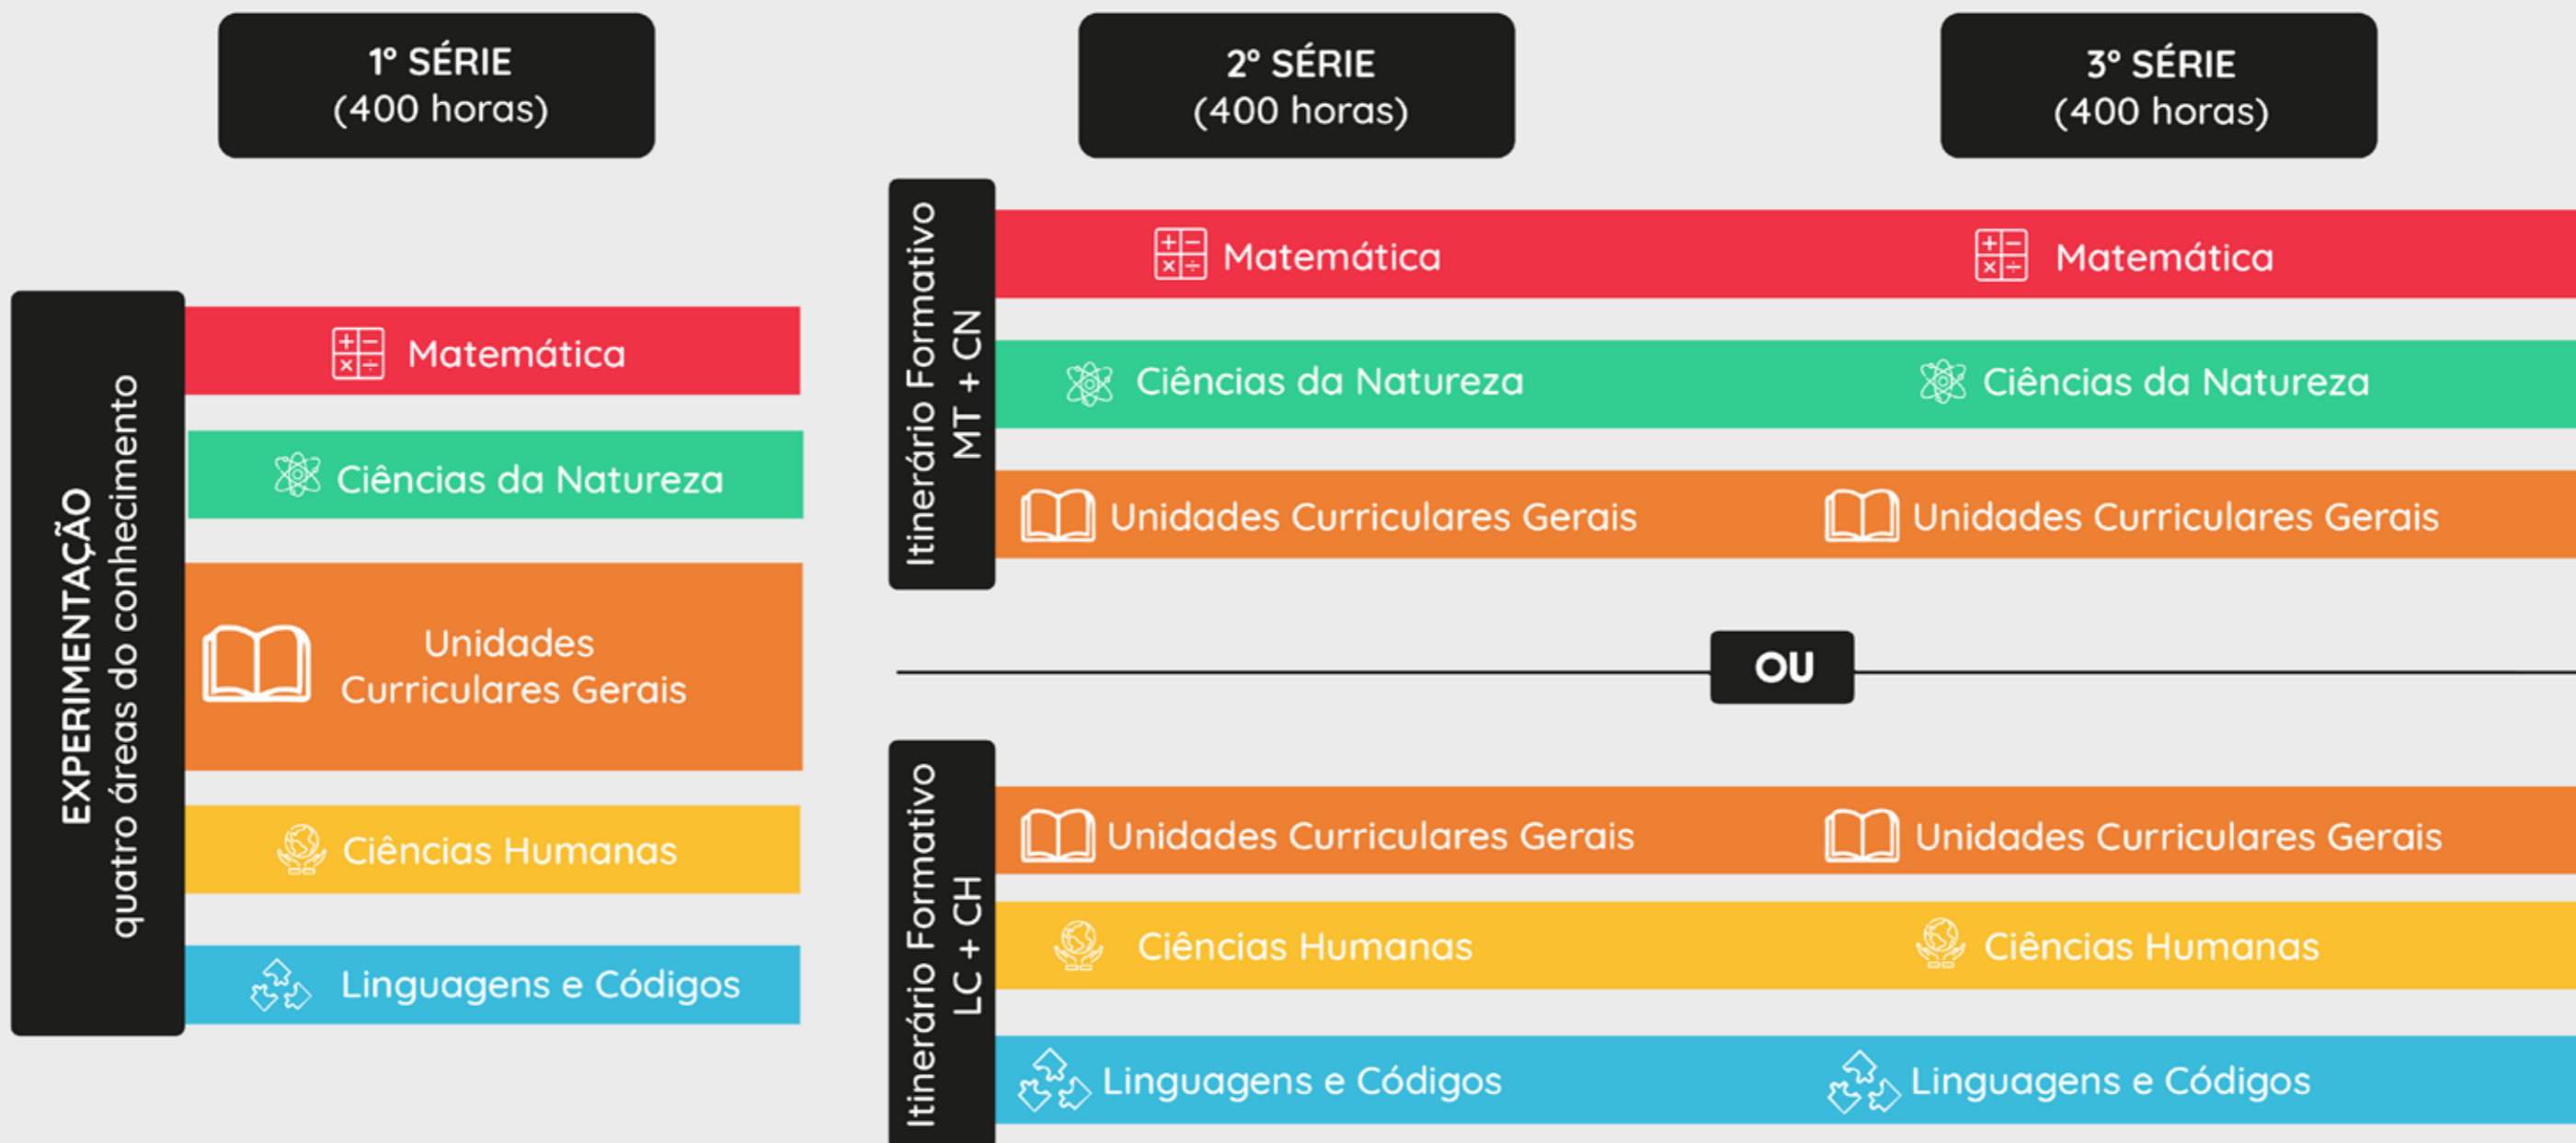 1º SÉRIE
(400 horas)
2º SÉRIE
(400 horas)
3º SÉRIE
(400 horas)
EXPERIMENTAÇÃO
quatro áreas do conhecimento
Matemática
Ciências da Natureza
Unidades
Curriculares Gerais
Ciências Humanas
Linguagens e Códigos
Itinerário Formativo
MT + CN
Matemática
Matemática
Ciências da Natureza
Ciências da Natureza
Unidades Curriculares Gerais
Unidades Curriculares Gerais
OU
Itinerário Formativo
LC + CH
Unidades Curriculares Gerais
Unidades Curriculares Gerais
Ciências Humanas
Ciências Humanas
Linguagens e Códigos
Linguagens e Códigos